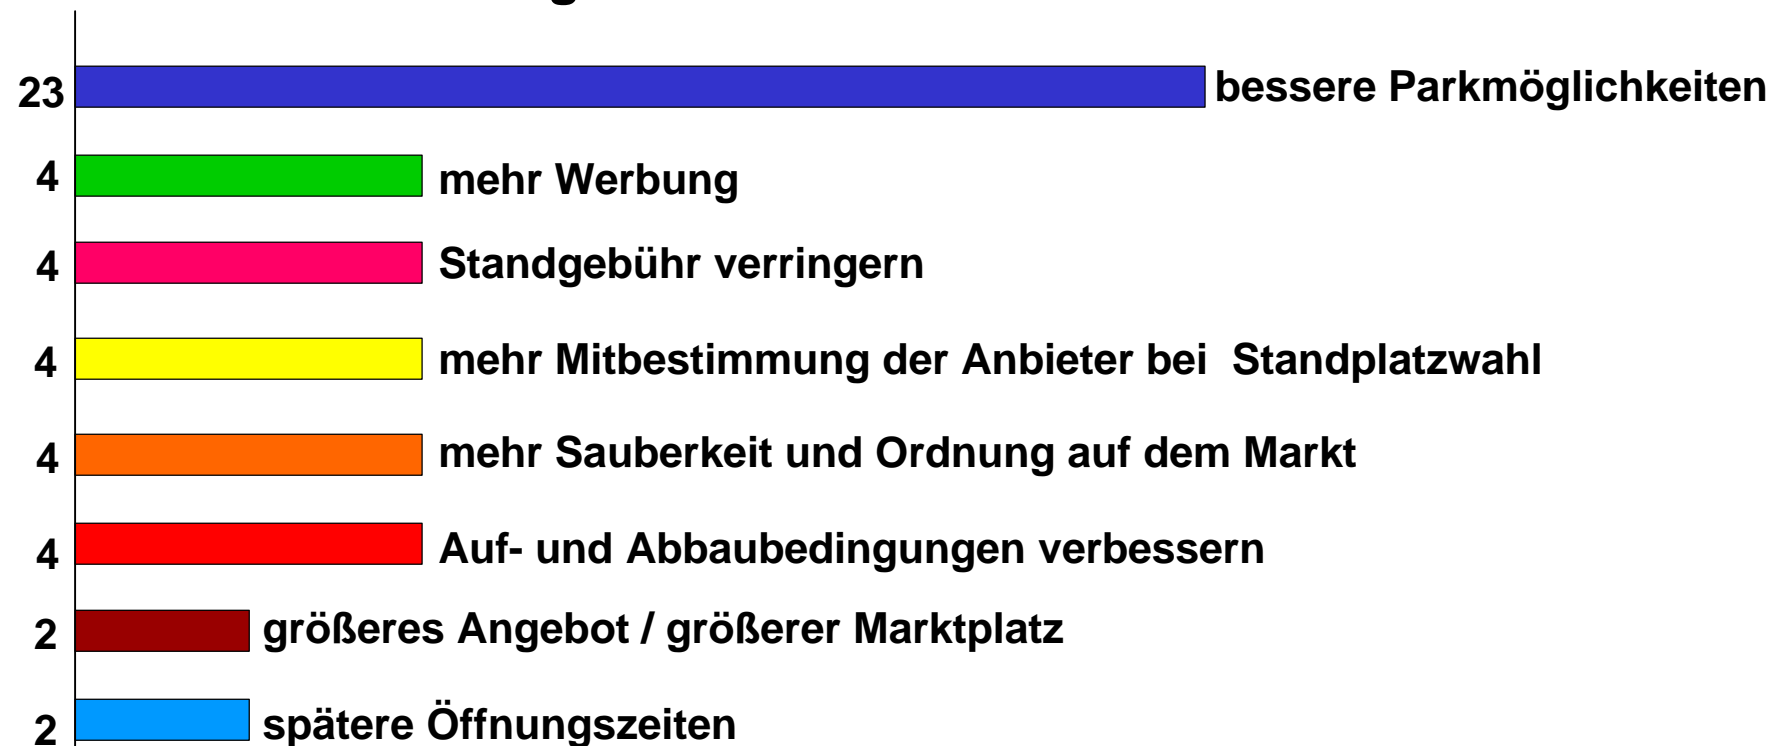 23 bessere Parkmöglichkeiten
4 mehr Werbung
4 Standgebühr verringern
4 mehr Mitbestimmung der Anbieter bei Standplatzwahl
4 mehr Sauberkeit und Ordnung auf dem Markt
4 Auf- und Abbaubedingungen verbessern
2 größeres Angebot / größerer Marktplatz
2 spätere Öffnungszeiten